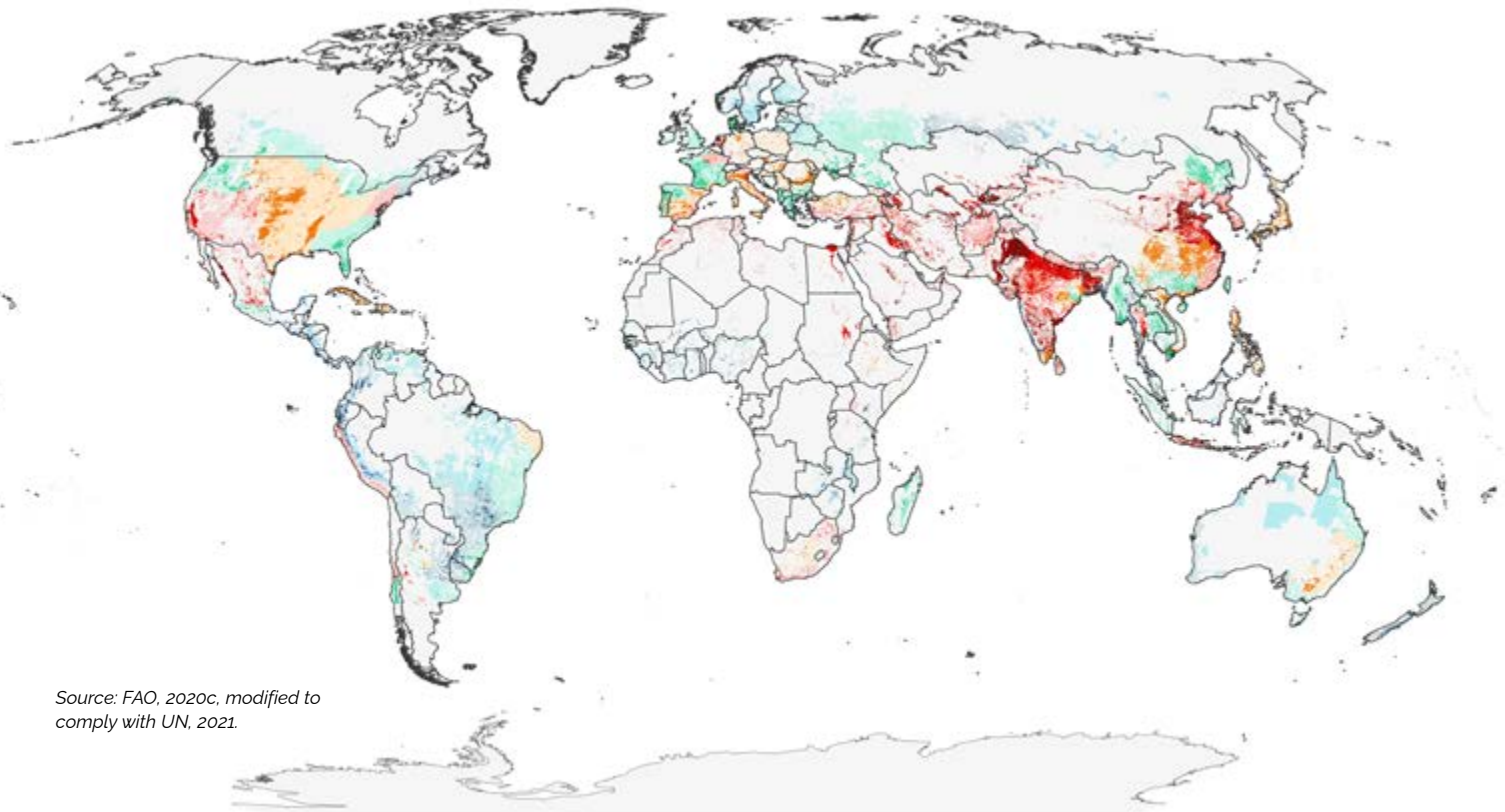 Source: FAO, 2020c, modified to
comply with UN, 2021.